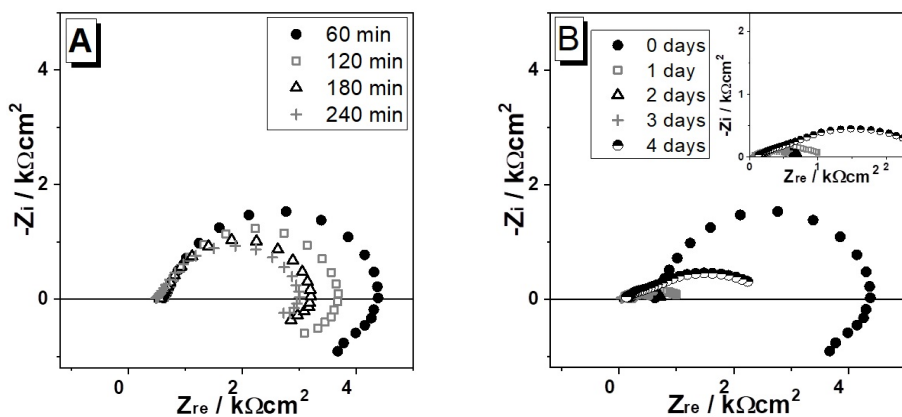 A
60 min
120 min
180 min
240 min
4
2
0
-Zi / kΩcm²
0 2 4
Zre / kΩcm²
B
0 days
1 day
2 days
3 days
4 days
2
1
0
-Zi / kΩcm²
0 1 2
Zre / kΩcm²
4
2
0
-Zi / kΩcm²
0 2 4
Zre / kΩcm²